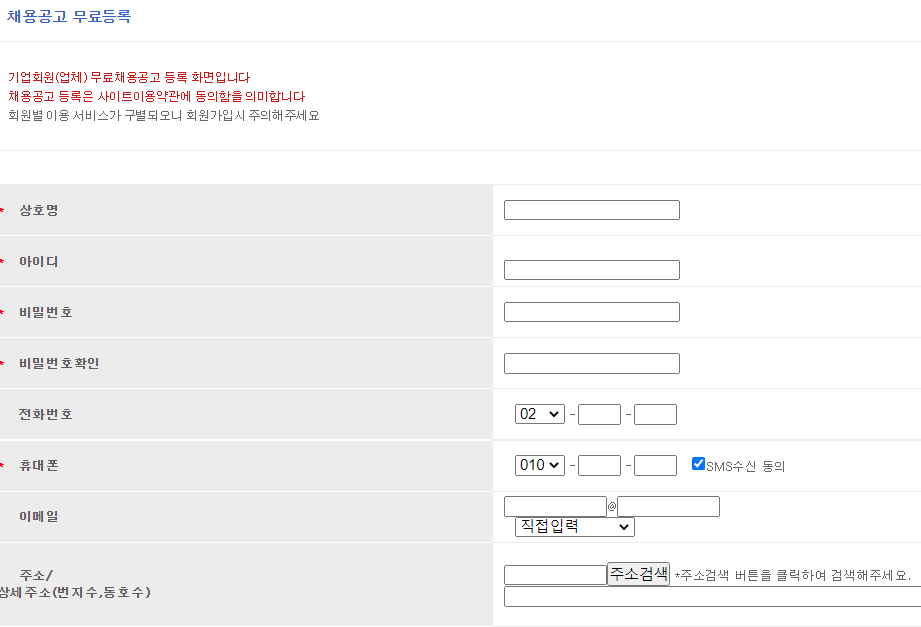 채용공고 무료등록
기업회원(업체) 무료채용공고 등록 화면입니다
채용공고 등록은 사이트이용약관에 동의함을 의미합니다
회원별 이용 서비스가 구별되오니 회원가입시 주의해주세요
* 상호명
* 아이디
* 비밀번호
* 비밀번호확인
전화번호 02 - -
* 휴대폰 010 - - SMS수신 동의
이메일 @
직접입력
주소/
상세주소(번지수,동호수)
주소검색 *주소검색 버튼을 클릭하여 검색해주세요.